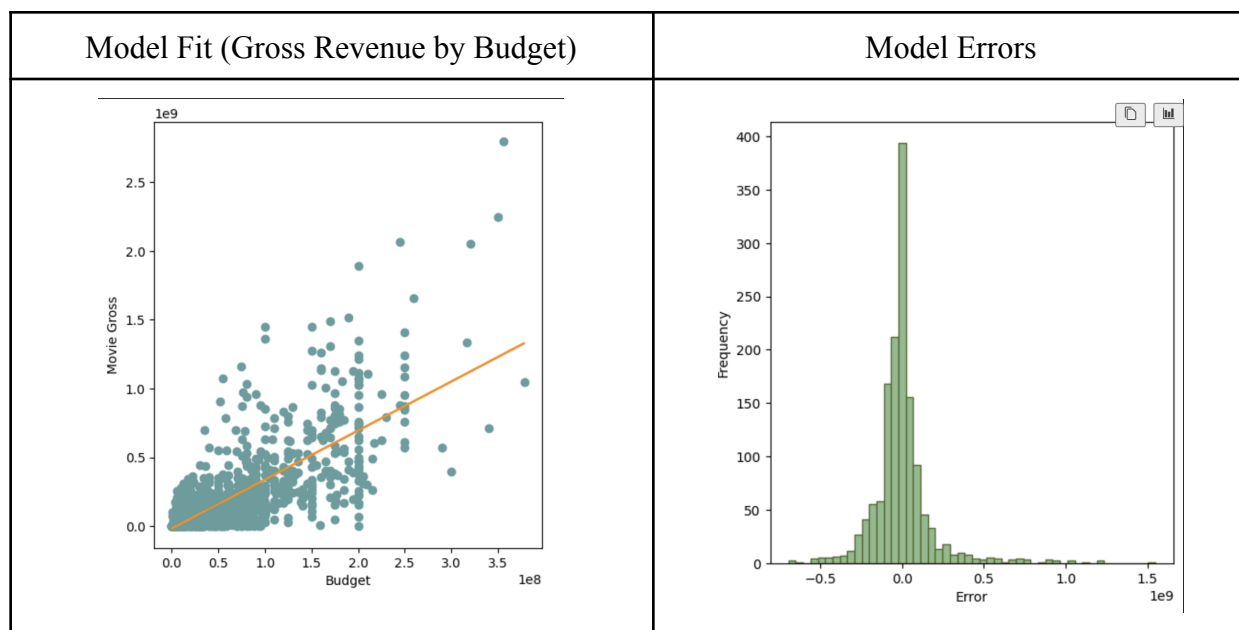 Model Fit (Gross Revenue by Budget)
Model Errors
1e9
2.5
2.0
1.5
1.0
0.5
0.0
Movie Gross
0.0 0.5 1.0 1.5 2.0 2.5 3.0 3.5
1e8
Budget
400
350
300
250
200
150
100
50
0
Frequency
−0.5 0.0 0.5 1.0 1.5
1e9
Error